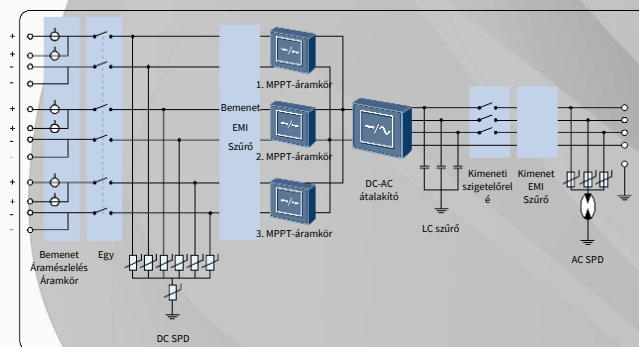 +
+
-
-
+
+
-
-
+
+
-
-
1. MPPT-áramkör
Bemenet
EMI
Szűrő
2. MPPT-áramkör
3. MPPT-áramkör
DC-AC
átalakító
LC szűrő
Kimeneti
szigetelőrel
é
Kimenet
EMI
Szűrő
Bemenet
Áramészlelés
Áramkör
Egy
DC SPD
AC SPD